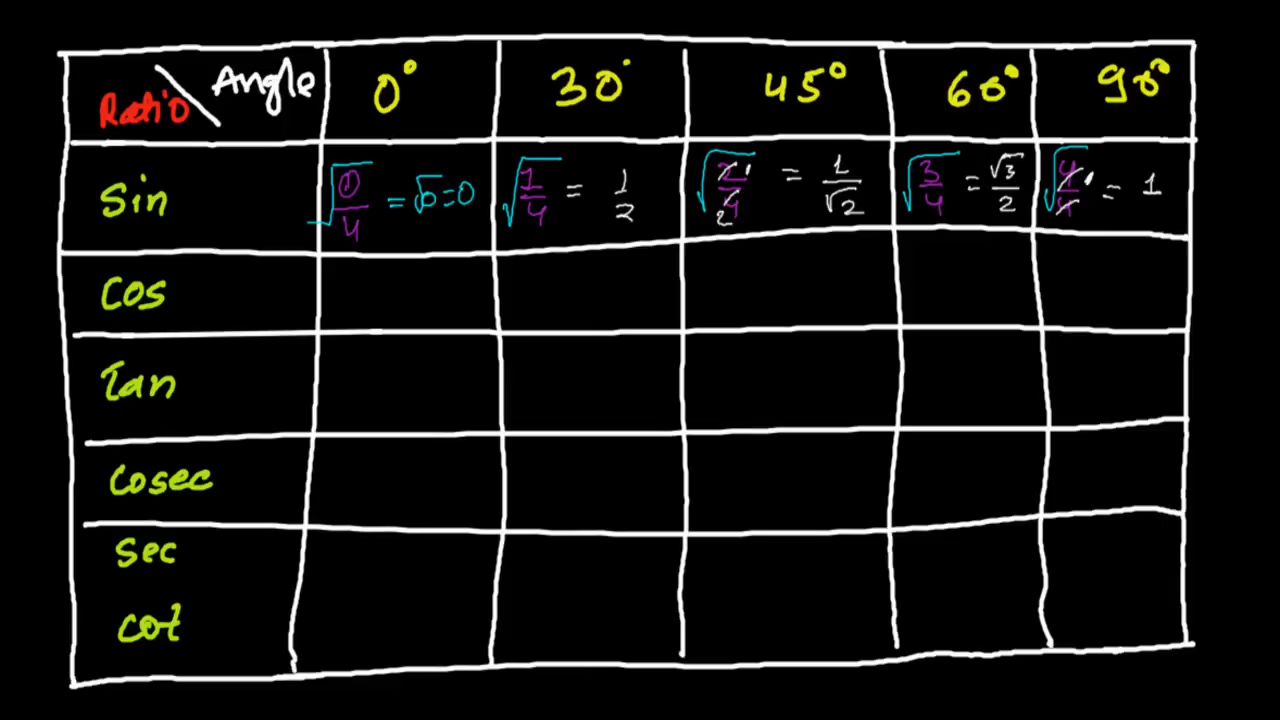 Ratio \ Angle 0° 30° 45° 60° 90°
Sin √0/4 = √0 = 0 √1/4 = 1/2 √2/4 = 1/√2 √3/4 = √3/2 √4/4 = 1
Cos
Tan
Cosec
Sec
Cot